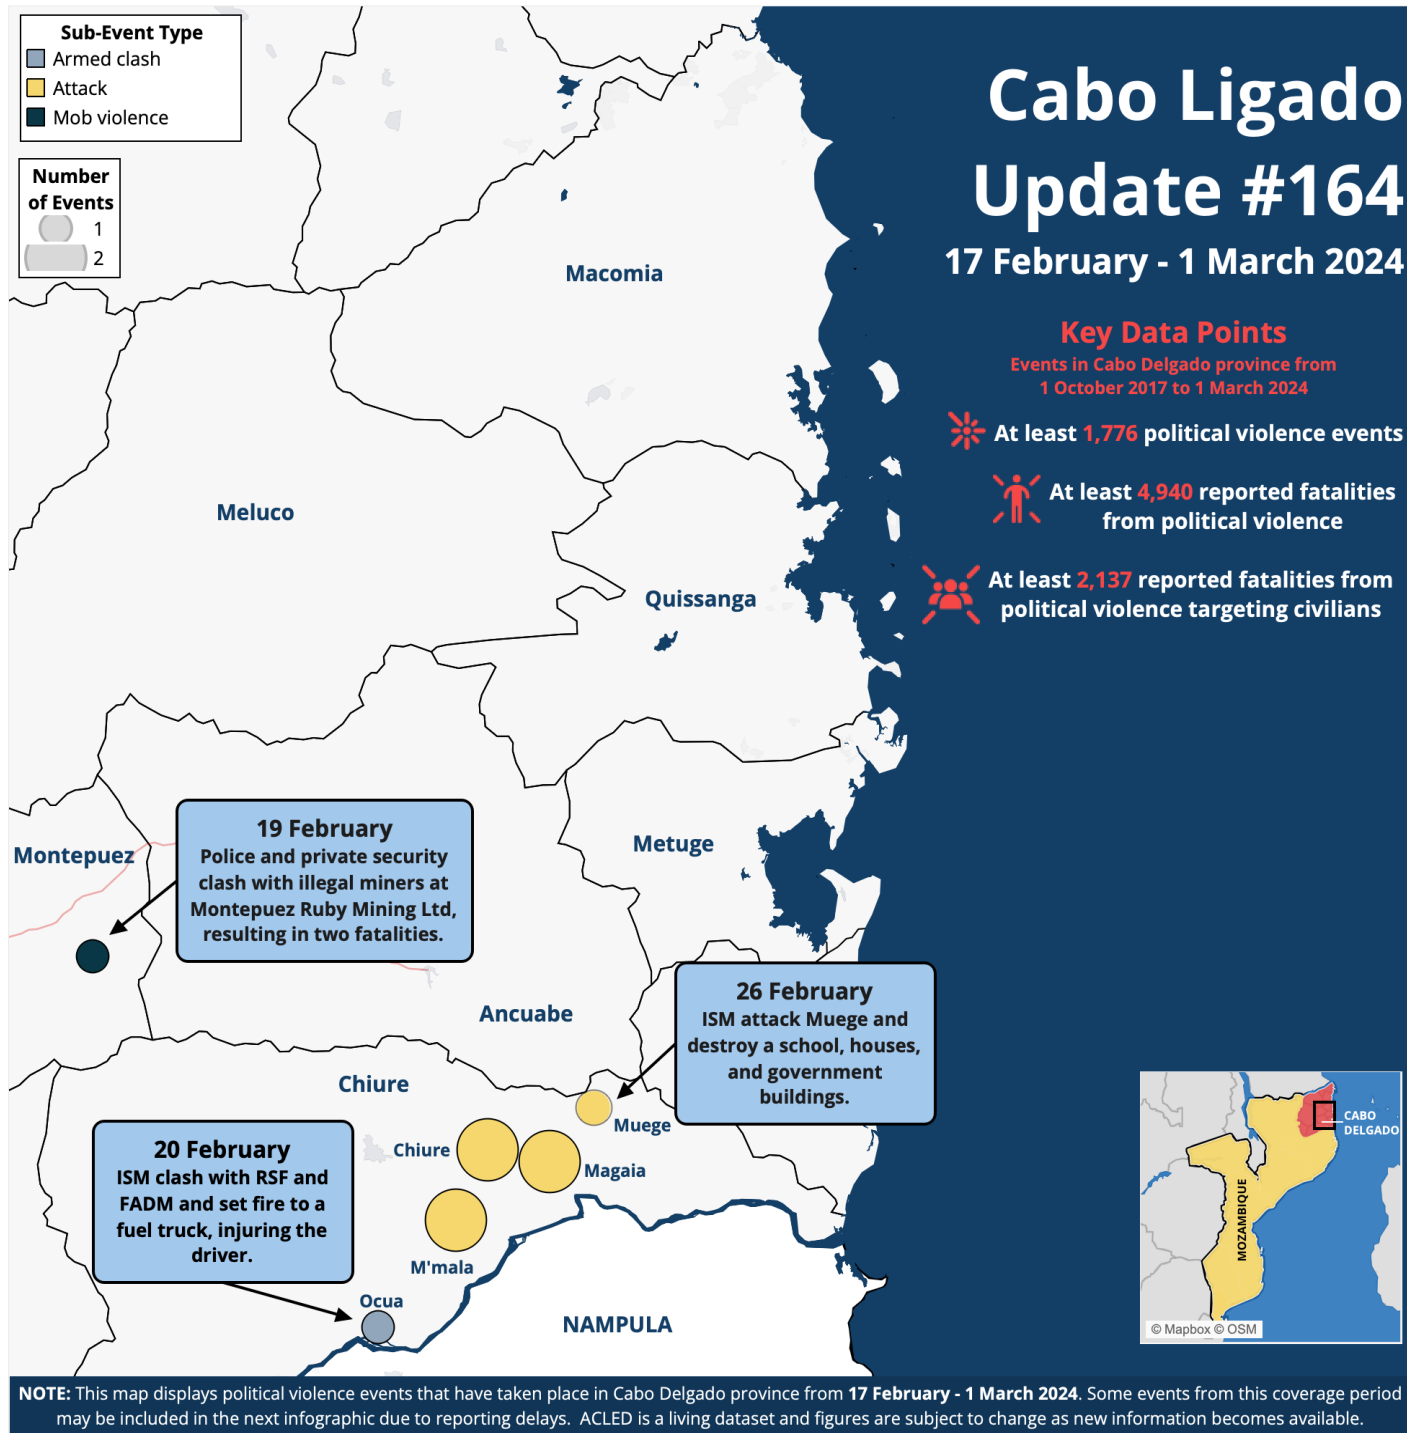 Sub-Event Type
Armed clash
Attack
Mob violence
Number
of Events
1
2
Cabo Ligado
Update #164
17 February - 1 March 2024
Key Data Points
Events in Cabo Delgado province from
1 October 2017 to 1 March 2024
At least 1,776 political violence events
At least 4,940 reported fatalities
from political violence
At least 2,137 reported fatalities from
political violence targeting civilians
Macomia
Meluco
Quissanga
Montepuez
Metuge
19 February
Police and private security
clash with illegal miners at
Montepuez Ruby Mining Ltd,
resulting in two fatalities.
Ancuabe
26 February
ISM attack Muege and
destroy a school, houses,
and government
buildings.
Chiure
Muege
Chiure
Magaia
20 February
ISM clash with RSF and
FADM and set fire to a
fuel truck, injuring the
driver.
M'mala
Ocua
NAMPULA
CABO
DELGADO
MOZAMBIQUE
© Mapbox © OSM
NOTE: This map displays political violence events that have taken place in Cabo Delgado province from 17 February - 1 March 2024. Some events from this coverage period
may be included in the next infographic due to reporting delays.  ACLED is a living dataset and figures are subject to change as new information becomes available.